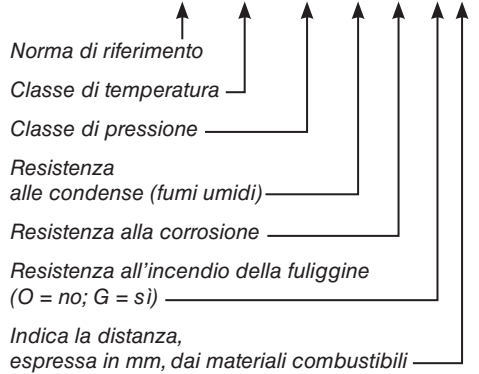 Norma di riferimento
Classe di temperatura
Classe di pressione
Resistenza
alle condense (fumi umidi)
Resistenza alla corrosione
Resistenza all'incendio della fuliggine
(O = no; G = sì)
Indica la distanza,
espressa in mm, dai materiali combustibili